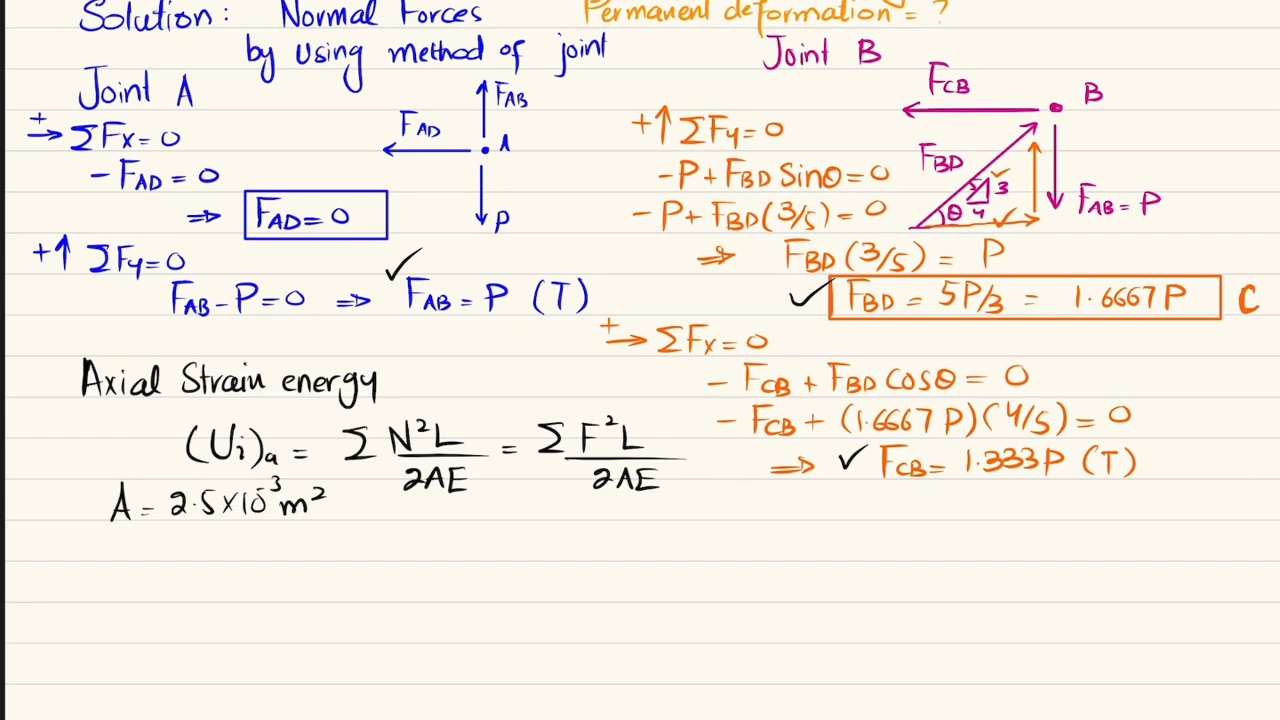 Solution: Normal Forces
by Using method of joint
Joint A
+→ ΣFx = 0
- FAD = 0
⇒ FAD = 0
+↑ ΣFy = 0
FAB - P = 0 ⇒ FAB = P (T)
FAB
FAD
A
P
Axial Strain energy
(Ui)a = Σ N²L/2AE = Σ F²L/2AE
A = 2.5×10⁻³ m²
Permanent deformation = ?
Joint B
+↑ ΣFy = 0
- P + FBD Sinθ = 0
- P + FBD (3/5) = 0
⇒ FBD (3/5) = P
✓ FBD = 5P/3 = 1.6667 P C
+→ ΣFx = 0
- FCB + FBD Cosθ = 0
- FCB + (1.6667 P)(4/5) = 0
⇒ ✓ FCB = 1.333P (T)
FCB
B
FBD
5
3
θ
4
FAB = P